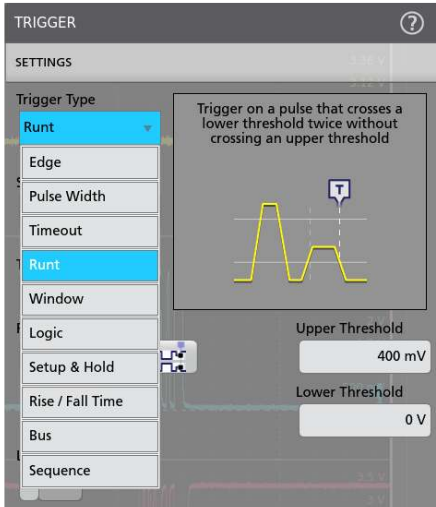 TRIGGER
?
SETTINGS
Trigger Type
Runt
Edge
Pulse Width
Timeout
Runt
Window
Logic
Setup & Hold
Rise / Fall Time
Bus
Sequence
Trigger on a pulse that crosses a
lower threshold twice without
crossing an upper threshold
T
Upper Threshold
400 mV
Lower Threshold
0 V